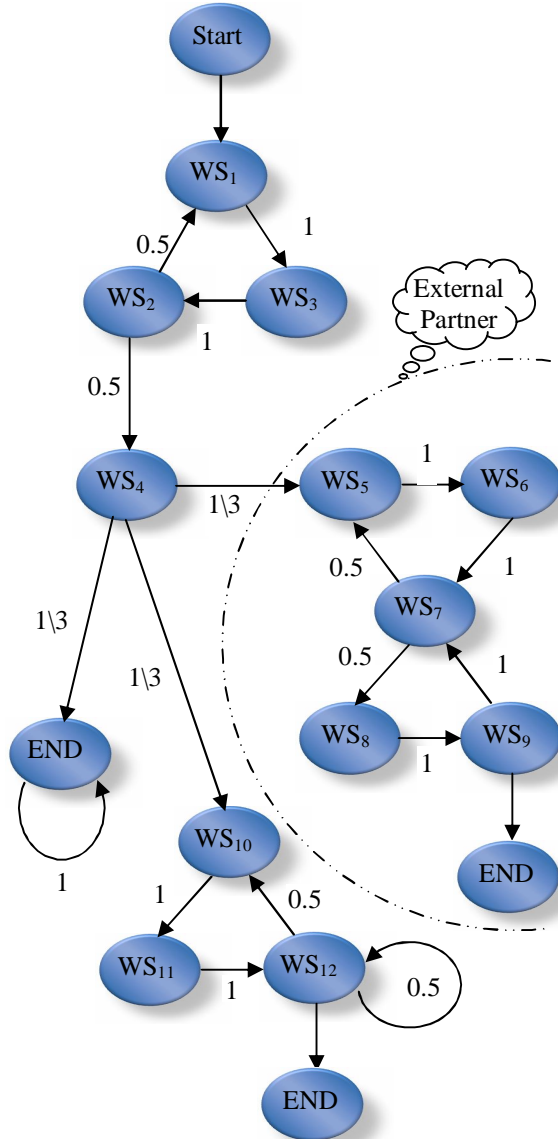 Start
WS₁
0.5
1
WS₂
WS₃
1
External
Partner
0.5
WS₄
1\3
WS₅
1
WS₆
0.5
1
WS₇
1\3
1\3
0.5
1
WS₈
1
WS₉
END
1
WS₁₀
END
1
0.5
WS₁₁
1
WS₁₂
0.5
END